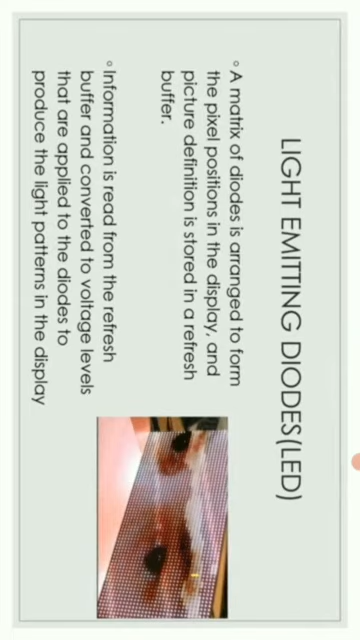 LIGHT EMITTING DIODES(LED)
A matrix of diodes is arranged to form
the pixel positions in the display, and
picture definition is stored in a refresh
buffer.
Information is read from the refresh
buffer and converted to voltage levels
that are applied to the diodes to
produce the light patterns in the display